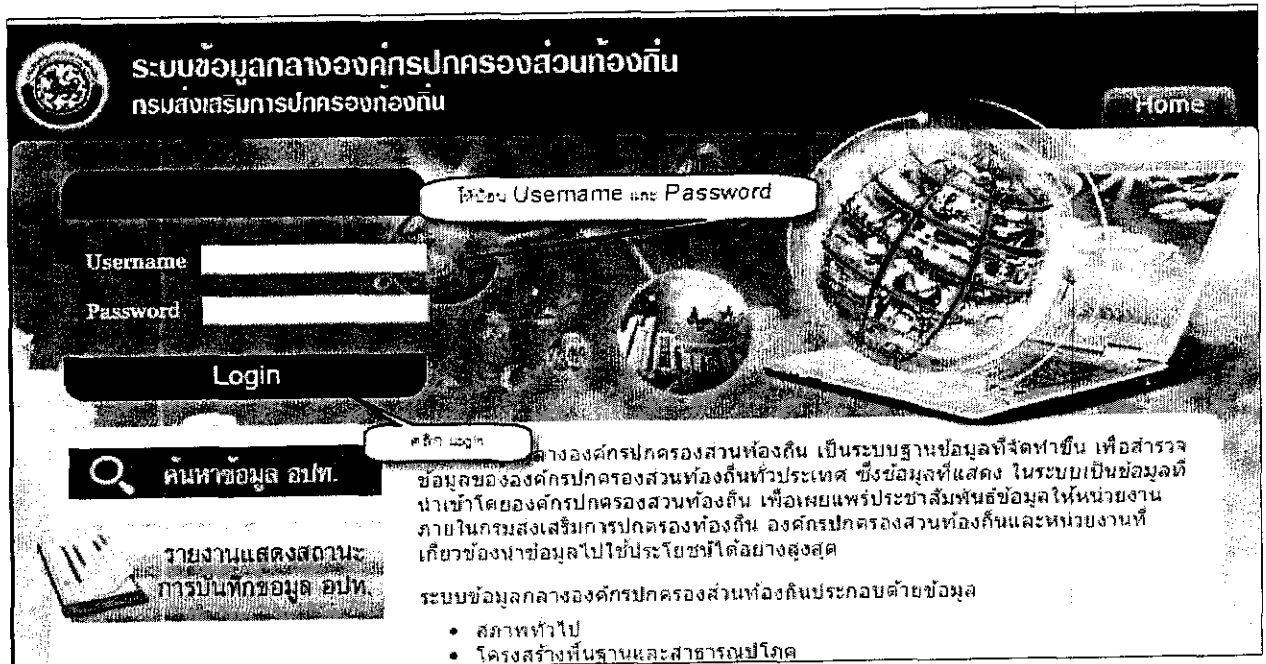 ระบบข้อมูลกลางองค์กรปกครองส่วนท้องถิ่น
กรมส่งเสริมการปกครองท้องถิ่น
Home
ให้ป้อน Username และ Password
Username
Password
Login
คลิก Login
ค้นหาข้อมูล อปท.
รายงานแสดงสถานะ
การบันทึกข้อมูล อปท.
ลางองค์กรปกครองส่วนท้องถิ่น เป็นระบบฐานข้อมูลที่จัดทำขึ้น เพื่อสำรวจ
ข้อมูลขององค์กรปกครองส่วนท้องถิ่นทั่วประเทศ ซึ่งข้อมูลที่แสดง ในระบบเป็นข้อมูลที่
นำเข้าโดยองค์กรปกครองส่วนท้องถิ่น เพื่อเผยแพร่ประชาสัมพันธ์ข้อมูลให้หน่วยงาน
ภายในกรมส่งเสริมการปกครองท้องถิ่น องค์กรปกครองส่วนท้องถิ่นและหน่วยงานที่
เกี่ยวข้องนำข้อมูลไปใช้ประโยชน์ได้อย่างสูงสุด
ระบบข้อมูลกลางองค์กรปกครองส่วนท้องถิ่นประกอบด้วยข้อมูล
• สภาพทั่วไป
• โครงสร้างพื้นฐานและสาธารณูปโภค